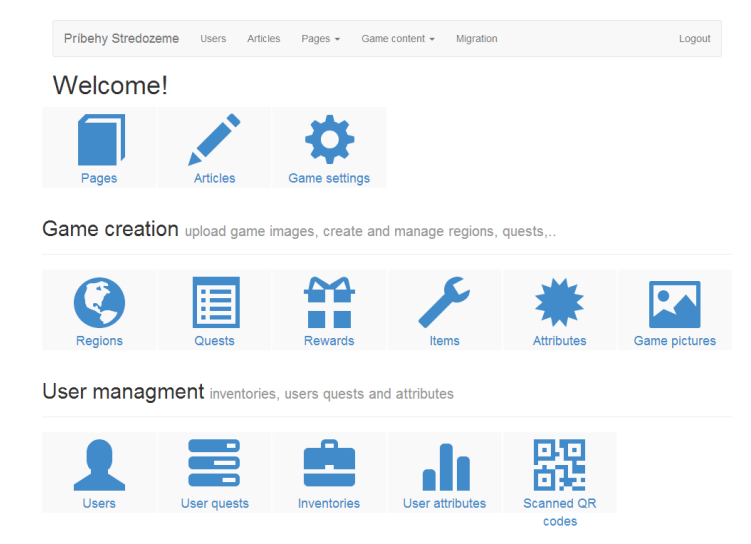 Príbehy Stredozeme Users Articles Pages Game content Migration Logout
Welcome!
Pages Articles Game settings
Game creation upload game images, create and manage regions, quests,..
Regions Quests Rewards Items Attributes Game pictures
User managment inventories, users quests and attributes
Users User quests Inventories User attributes Scanned QR
codes